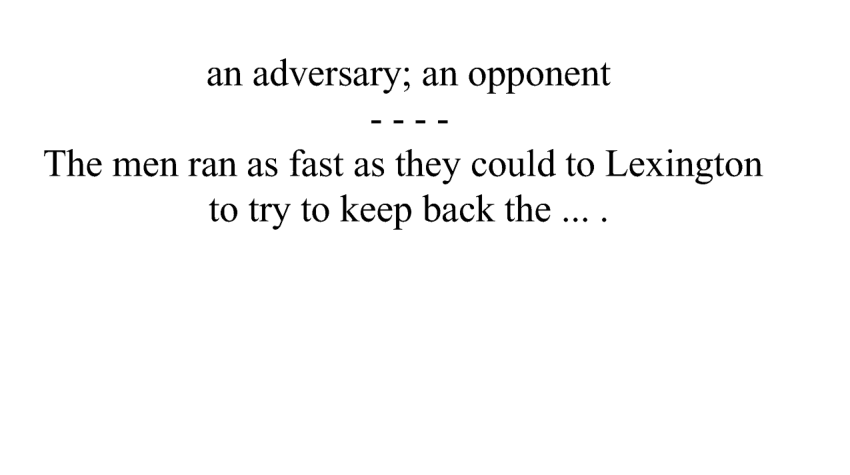 an adversary; an opponent
- - - -
The men ran as fast as they could to Lexington
to try to keep back the ... .